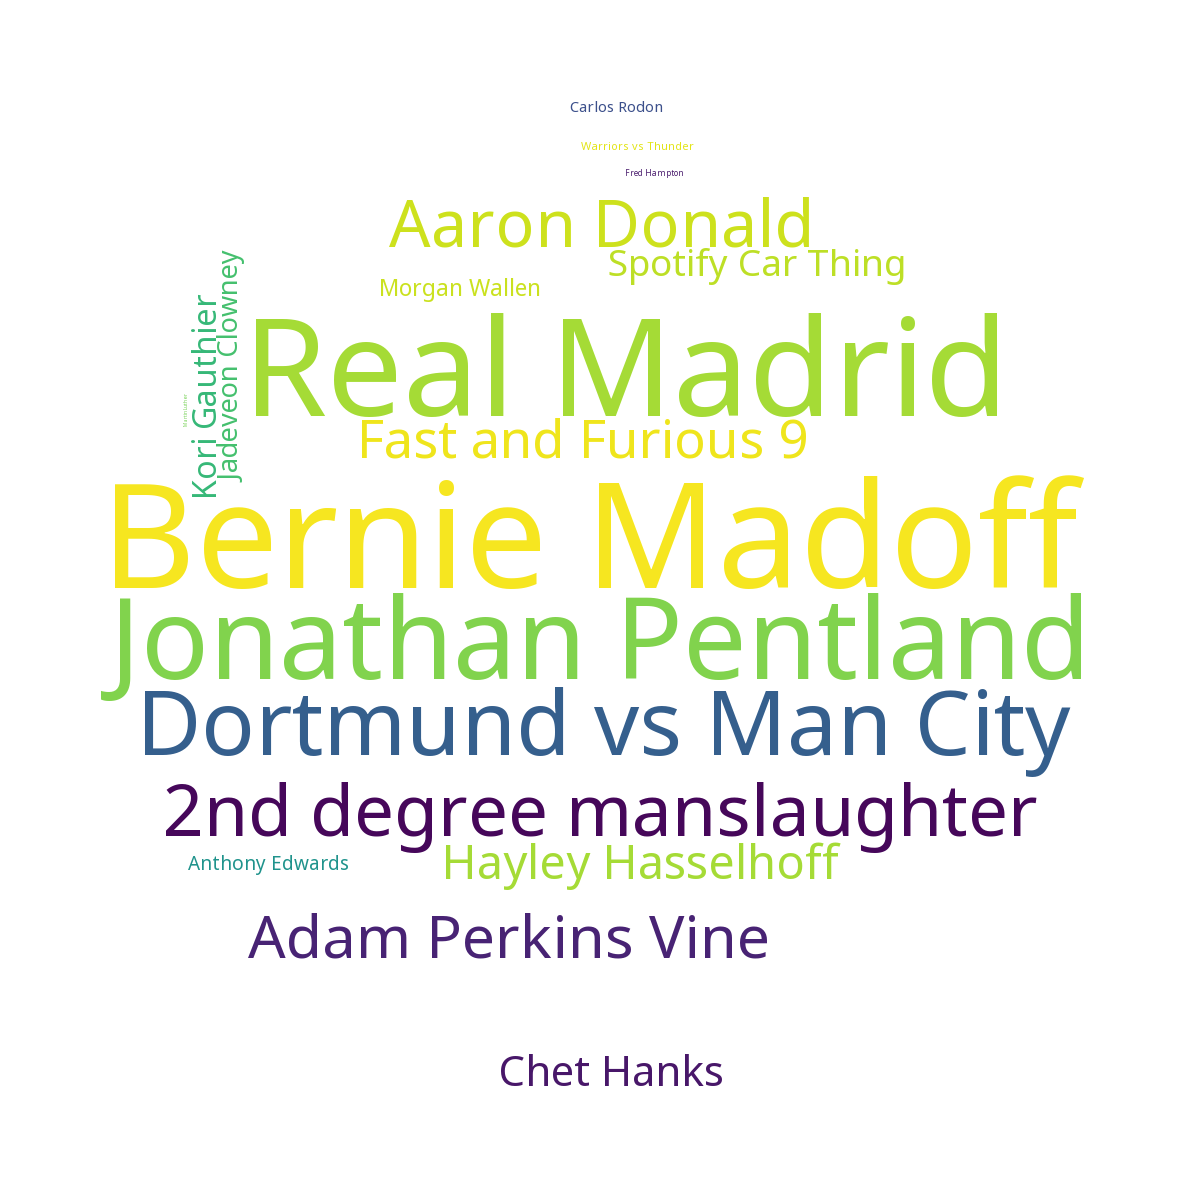 Carlos Rodon
Warriors vs Thunder
Fred Hampton
Aaron Donald
Spotify Car Thing
Morgan Wallen
Jadeveon Clowney
Kori Gauthier
Real Madrid
Fast and Furious 9
Bernie Madoff
Jonathan Pentland
Dortmund vs Man City
2nd degree manslaughter
Anthony Edwards
Hayley Hasselhoff
Adam Perkins Vine
Chet Hanks